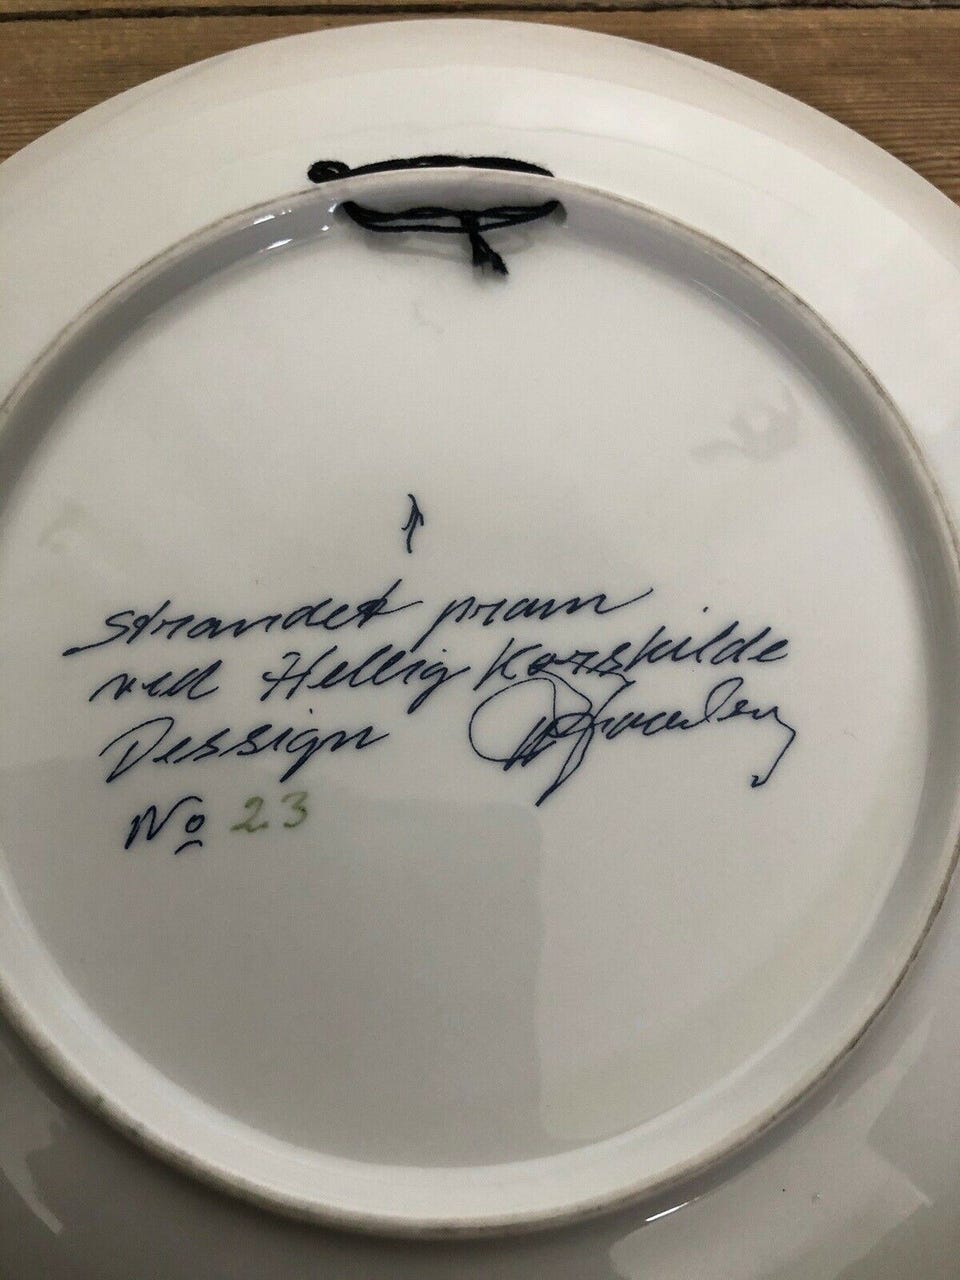 Strandet pram
ved Hellig Korskilde
Dessign
No 23